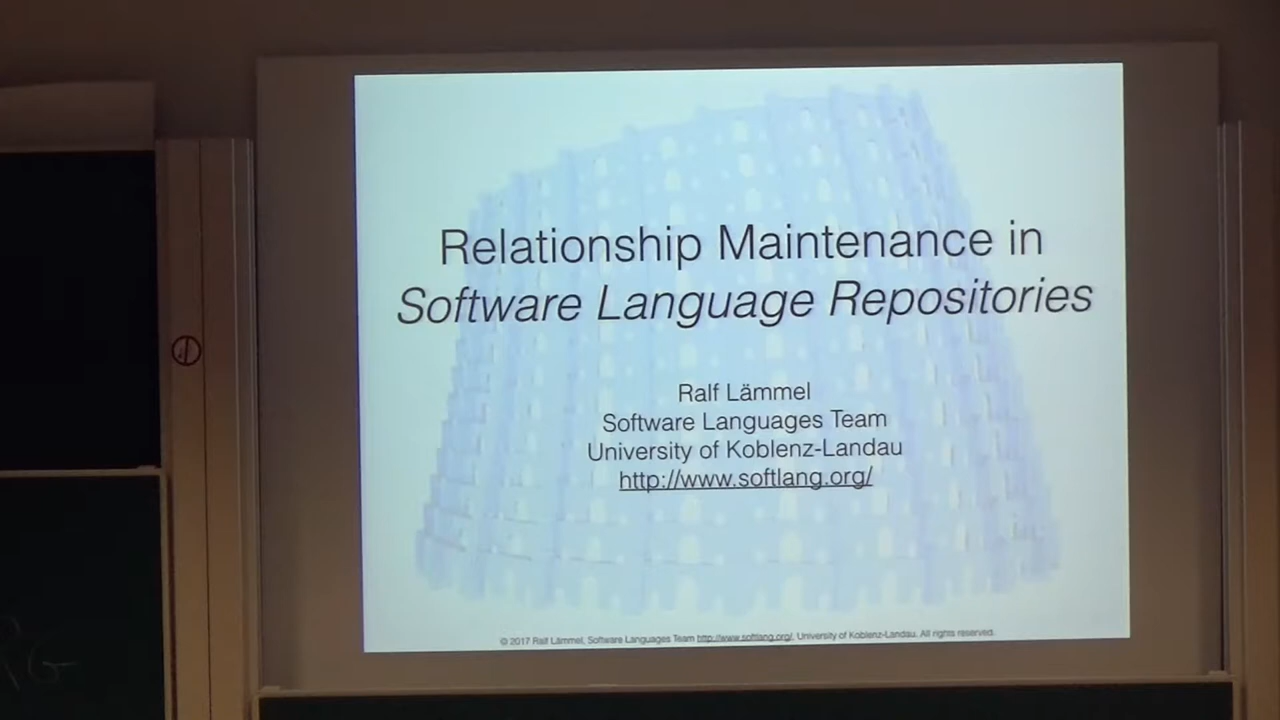 Relationship Maintenance in
Software Language Repositories
Ralf Lämmel
Software Languages Team
University of Koblenz-Landau
http://www.softlang.org/
© 2017 Ralf Lämmel, Software Languages Team http://www.softlang.org/, University of Koblenz-Landau. All rights reserved.